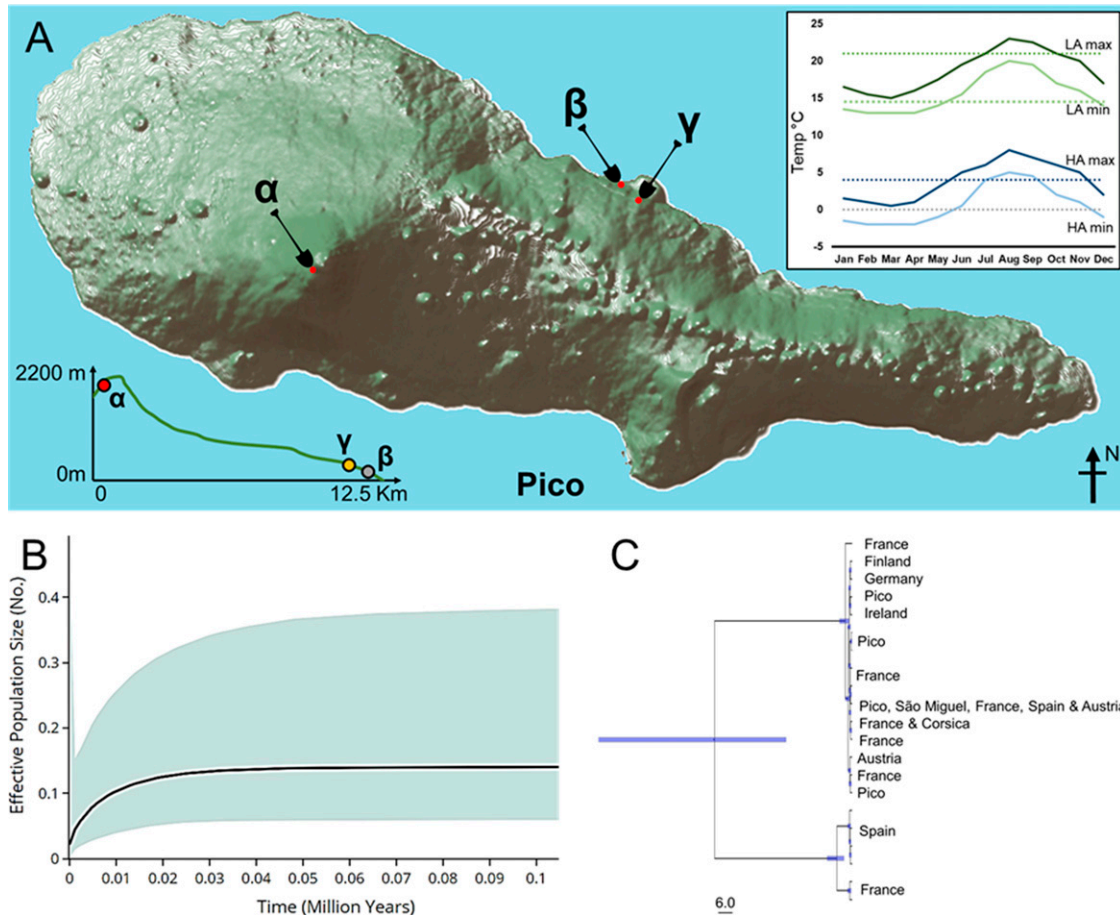 A
β
γ
α
Pico
N
2200 m
0m
α
γ
β
0
12.5 Km
Temp °C
25
20
15
10
5
0
-5
LA max
LA min
HA max
HA min
Jan Feb Mar Apr May Jun Jul Aug Sep Oct Nov Dec
B
Effective Population Size (No.)
0.4
0.3
0.2
0.1
0
0 0.01 0.02 0.03 0.04 0.05 0.06 0.07 0.08 0.09 0.1
Time (Million Years)
C
France
Finland
Germany
Pico
Ireland
Pico
France
Pico, São Miguel, France, Spain & Austria
France & Corsica
France
Austria
France
Pico
Spain
France
6.0